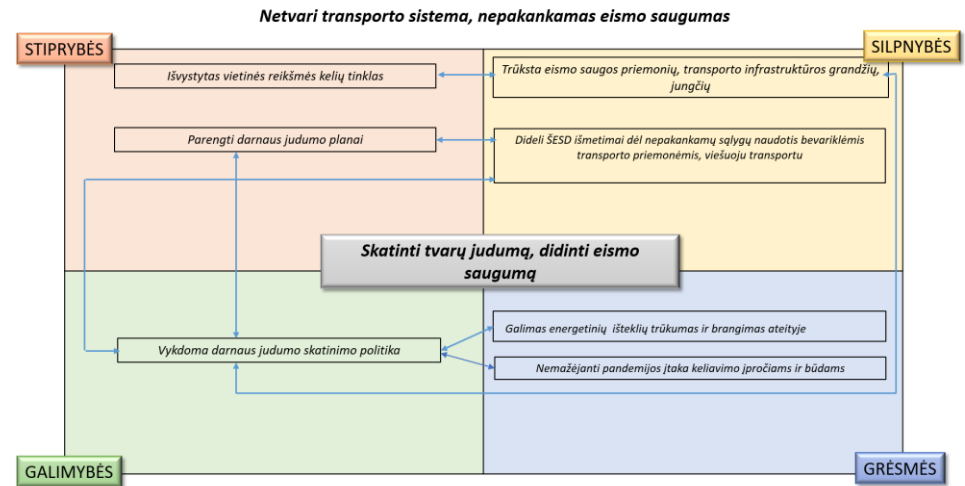 Netvari transporto sistema, nepakankamas eismo saugumas
STIPRYBĖS
SILPNYBĖS
Išvystytas vietinės reikšmės kelių tinklas
Trūksta eismo saugos priemonių, transporto infrastruktūros grandžių,
jungčių
Parengti darnaus judumo planai
Dideli ŠESD išmetimai dėl nepakankamų sąlygų naudotis bevariklėmis
transporto priemonėmis, viešuoju transportu
Skatinti tvarų judumą, didinti eismo
saugumą
Galimas energetinių išteklių trūkumas ir brangimas ateityje
Vykdoma darnaus judumo skatinimo politika
Nemažėjanti pandemijos įtaka keliavimo įpročiams ir būdams
GALIMYBĖS
GRĖSMĖS